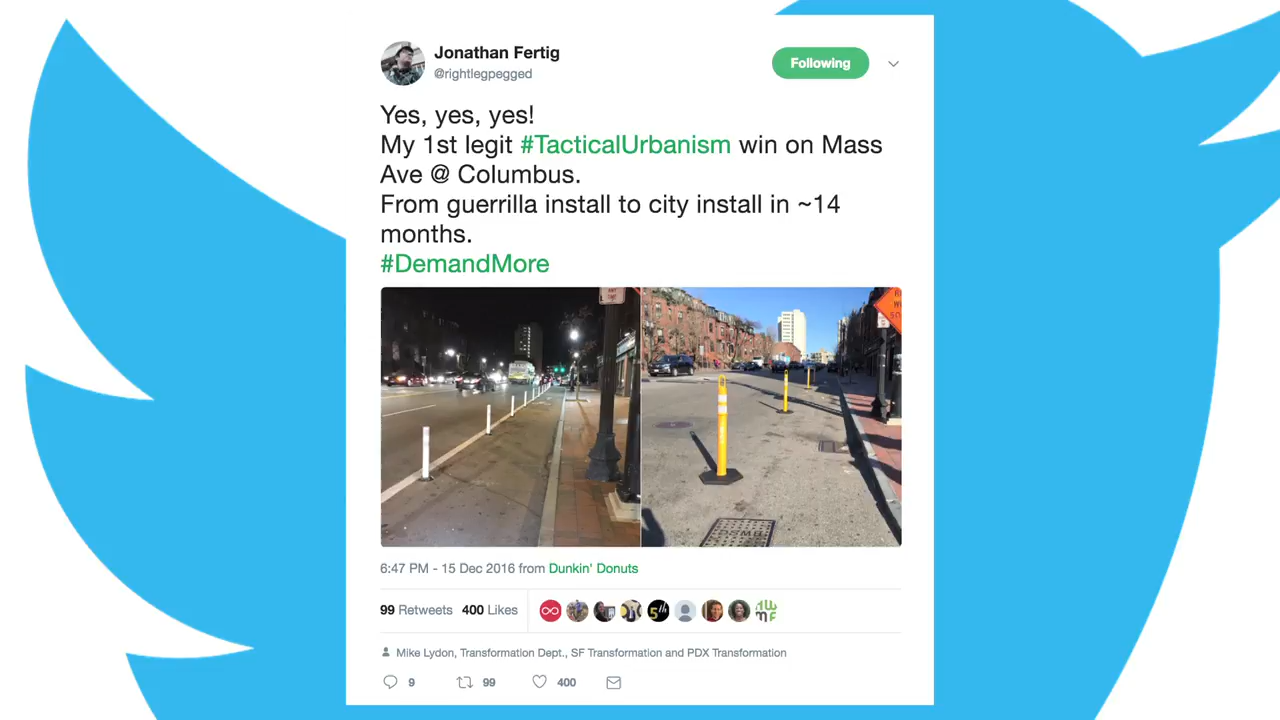 Jonathan Fertig
@rightlegpegged
Following
Yes, yes, yes!
My 1st legit #TacticalUrbanism win on Mass
Ave @ Columbus.
From guerrilla install to city install in ~14
months.
#DemandMore
6:47 PM - 15 Dec 2016 from Dunkin' Donuts
99 Retweets 400 Likes
5th
Mike Lydon, Transformation Dept., SF Transformation and PDX Transformation
9 99 400